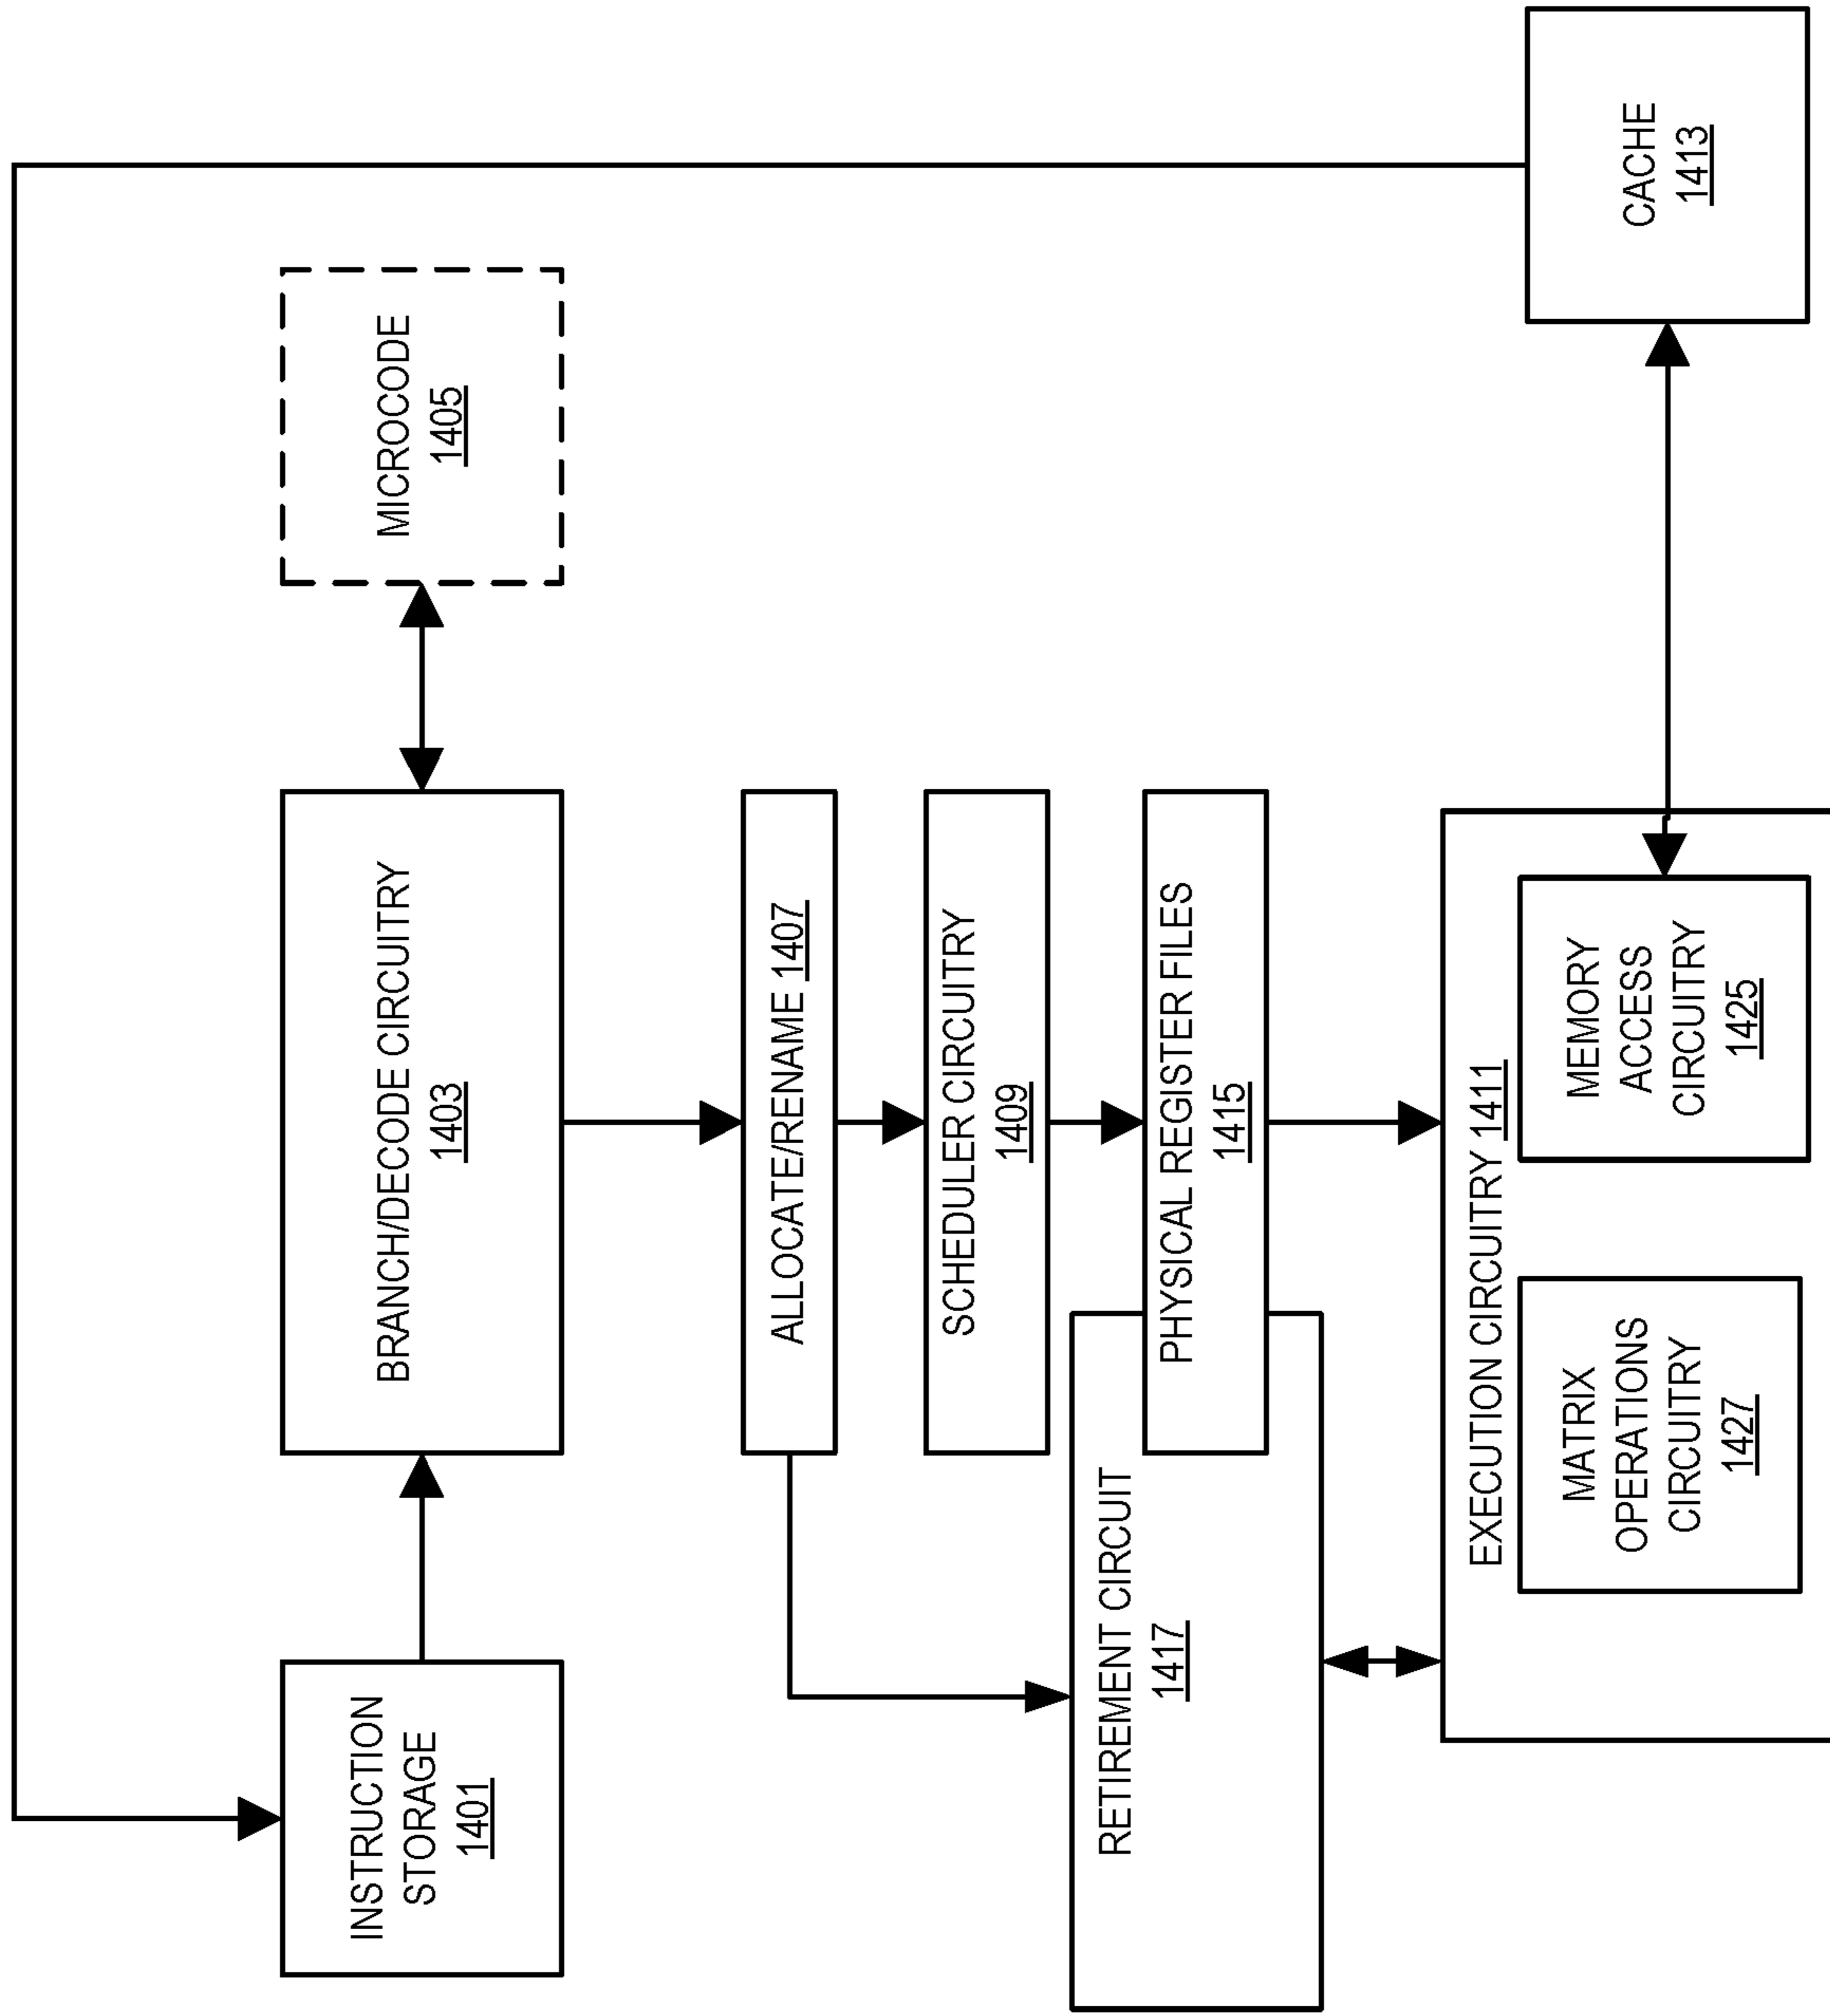 INSTRUCTION
STORAGE
1401
BRANCH/DECODE CIRCUITRY
1403
MICROCODE
1405
ALLOCATE/RENAME 1407
SCHEDULER CIRCUITRY
1409
RETIREMENT CIRCUIT
1417
PHYSICAL REGISTER FILES
1415
EXECUTION CIRCUITRY 1411
MATRIX
OPERATIONS
CIRCUITRY
1427
MEMORY
ACCESS
CIRCUITRY
1425
CACHE
1413